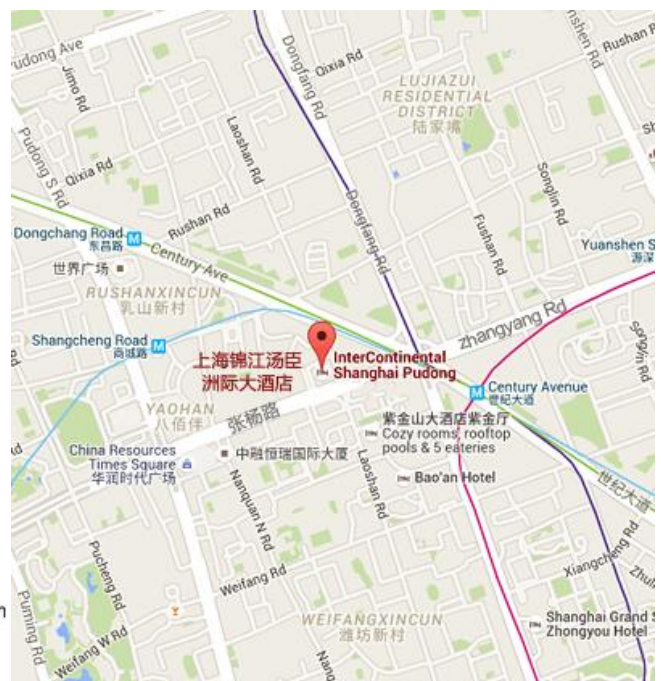 Yudong Ave
Jimo Rd
Qixia Rd
Dongfang Rd
Rushan Rd
LUJIAZUI
RESIDENTIAL
DISTRICT
陆家嘴
Laoshan Rd
Pudong S Rd
Qixia Rd
Songlin Rd
Rushan Rd
Dongfang Rd
Fushan Rd
Dongchang Road
东昌路
Century Ave
世界广场
Yuanshen S
源深
RUSHANXINCUN
乳山新村
zhangyang Rd
Shangcheng Road
商城路
上海锦江汤臣
洲际大酒店
InterContinental
Shanghai Pudong
Songlin Rd
Century Avenue
世纪大道
YAOHAN
八佰伴
张杨路
紫金山大酒店紫金厅
Cozy rooms, rooftop
pools & 5 eateries
China Resources
Times Square
华润时代广场
中融恒瑞国际大厦
Bao'an Hotel
Laoshan Rd
Nanquan N Rd
世纪大道
Pucheng Rd
Weifang Rd
Xiangcheng Rd
Puming Rd
WEIFANGXINCUN
潍坊新村
Shanghai Grand S
Zhongyou Hotel
Weifang W Rd